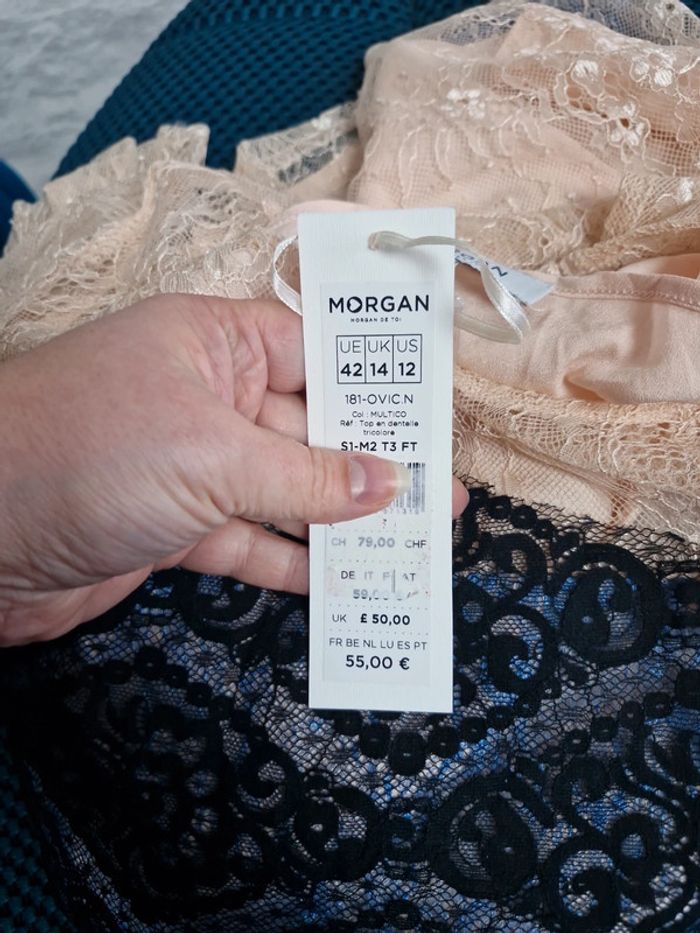 MORGAN
MORGAN DE TOI
UE UK US
42 14 12
181-OVIC.N
Col : MULTICO
Réf : Top en dentelle
tricolore
S1-M2 T3 FT
CH 79,00 CHF
DE IT AT
UK £ 50,00
FR BE NL LU ES PT
55,00 €